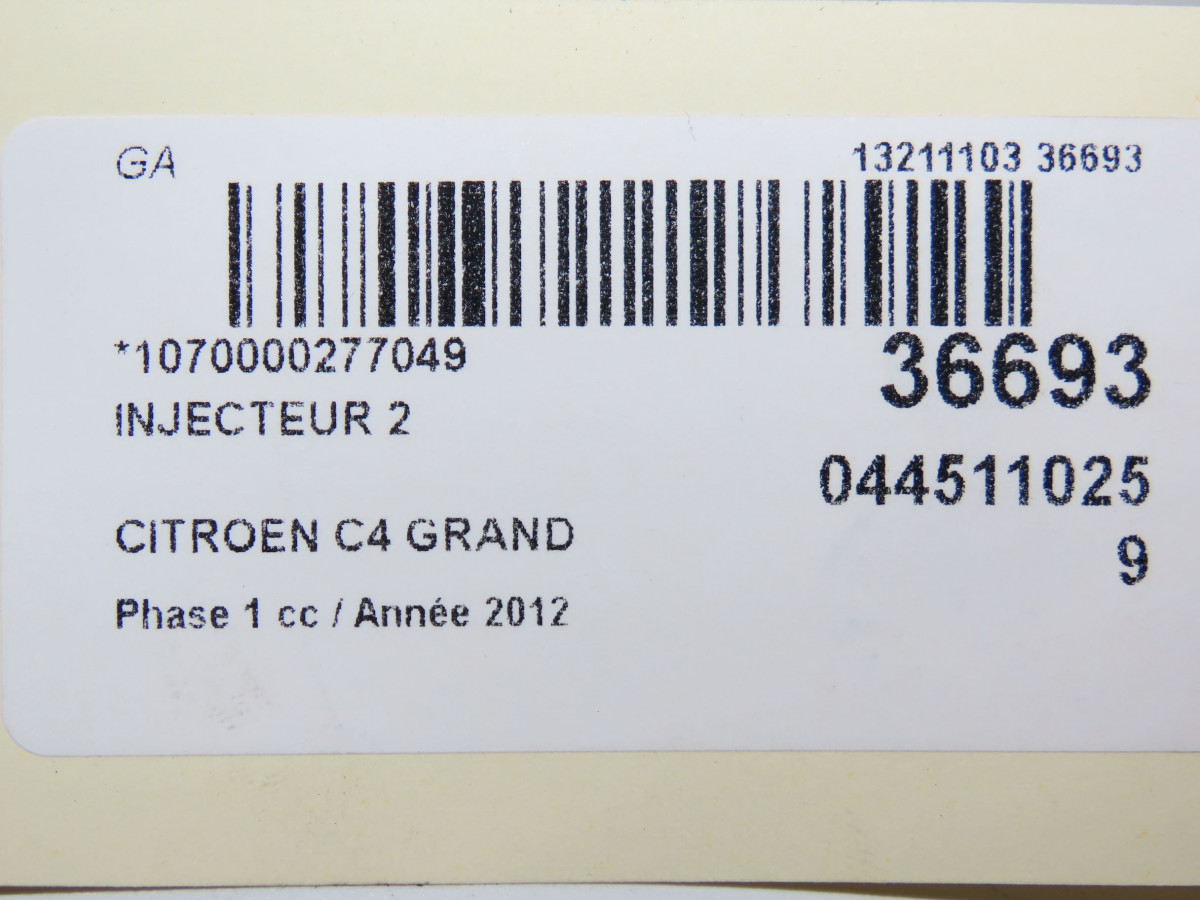 GA
13211103 36693
*1070000277049
36693
INJECTEUR 2
044511025
9
CITROEN C4 GRAND
Phase 1 cc / Année 2012